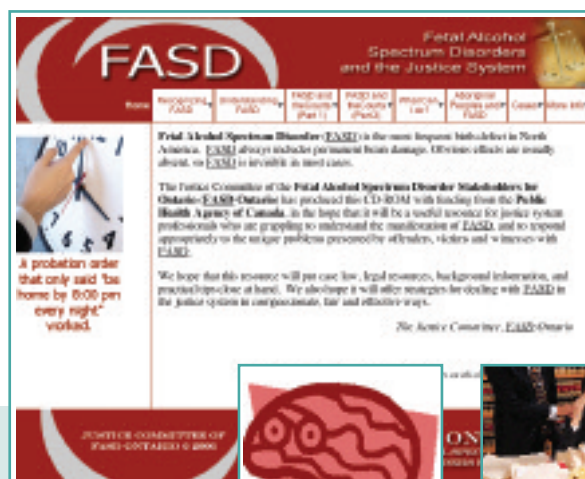 FASD
Fetal Alcohol
Spectrum Disorders
and the Justice System
Home
Recognizing
FASD
Understanding
FASD
FASD and
the Courts
(Part 1)
FASD and
the Courts
(Part 2)
What can
I do?
Aboriginal
Peoples and
FASD
Cases
More Info
Fetal Alcohol Spectrum Disorder (FASD) is the most frequent birth defect in North
America. FASD always includes permanent brain damage. Obvious effects are usually
absent, so FASD is invisible in most cases.
The Justice Committee of the Fetal Alcohol Spectrum Disorder Stakeholders for
Ontario (FASD Ontario) has produced this CD-ROM with funding from the Public
Health Agency of Canada, in the hope that it will be a useful resource for justice system
professionals who are grappling to understand the manifestation of FASD, and to respond
appropriately to the unique problems presented by offenders, victims and witnesses with
FASD.
We hope that this resource will put case law, legal resources, background information, and
practical tips close at hand. We also hope it will offer strategies for dealing with FASD in
the justice system in compassionate, fair and effective ways.
The Justice Committee, FASD Ontario
A probation order
that only said "be
home by 8:00 pm
every night"
worked.
JUSTICE COMMITTEE OF
FASD-ONTARIO © 2006
ON